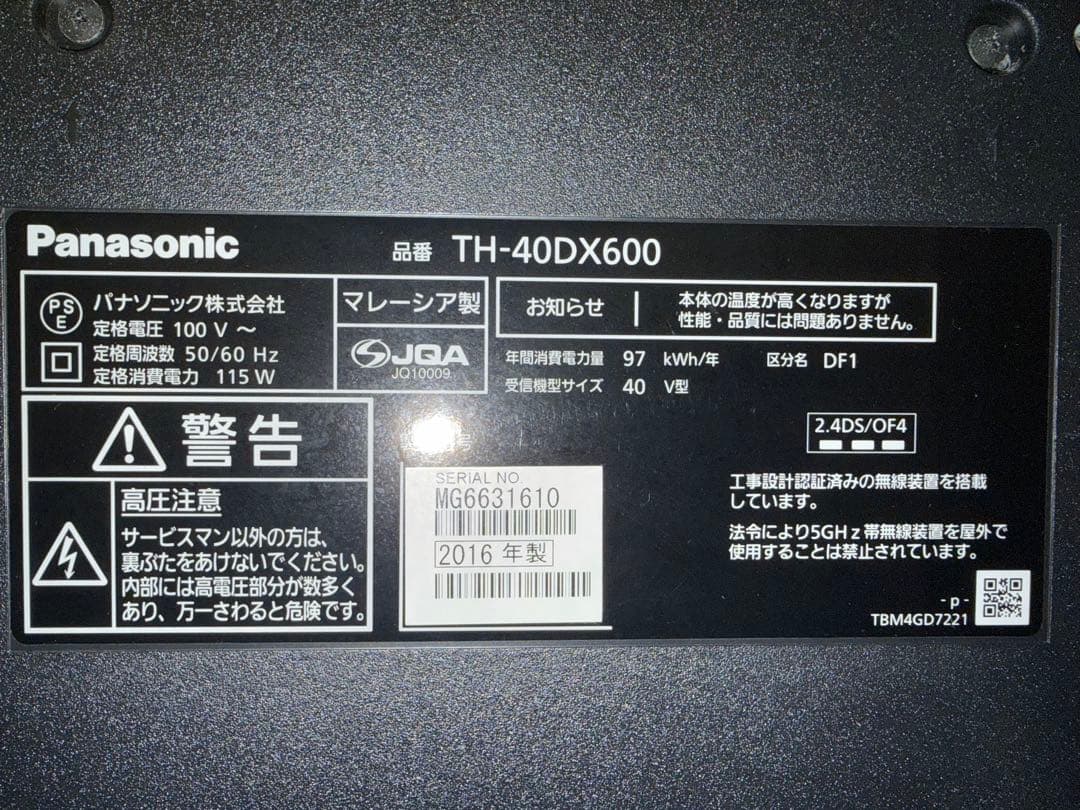 Panasonic
品番 TH-40DX600
PS
E
パナソニック株式会社
定格電圧 100 V ～
定格周波数 50/60 Hz
定格消費電力 115 W
マレーシア製
JQA
JQ10009
お知らせ
本体の温度が高くなりますが
性能・品質には問題ありません。
年間消費電力量 97 kWh/年 区分名 DF1
受信機型サイズ 40 V型
2.4DS/OF4
警告
高圧注意
サービスマン以外の方は、
裏ぶたをあけないでください。
内部には高電圧部分が数多く
あり、万一さわると危険です。
SERIAL NO.
MG6631610
2016 年製
工事設計認証済みの無線装置を搭載
しています。
法令により5GHz帯無線装置を屋外で
使用することは禁止されています。
- p -
TBM4GD7221